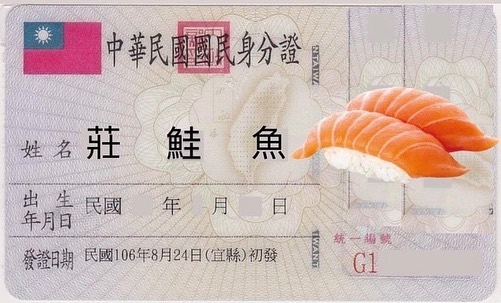 中華民國國民身分證
姓名 莊 鮭 魚
出生年月日 民國 年 月 日
發證日期 民國106年8月24日(宜縣)初發
統一編號
G1